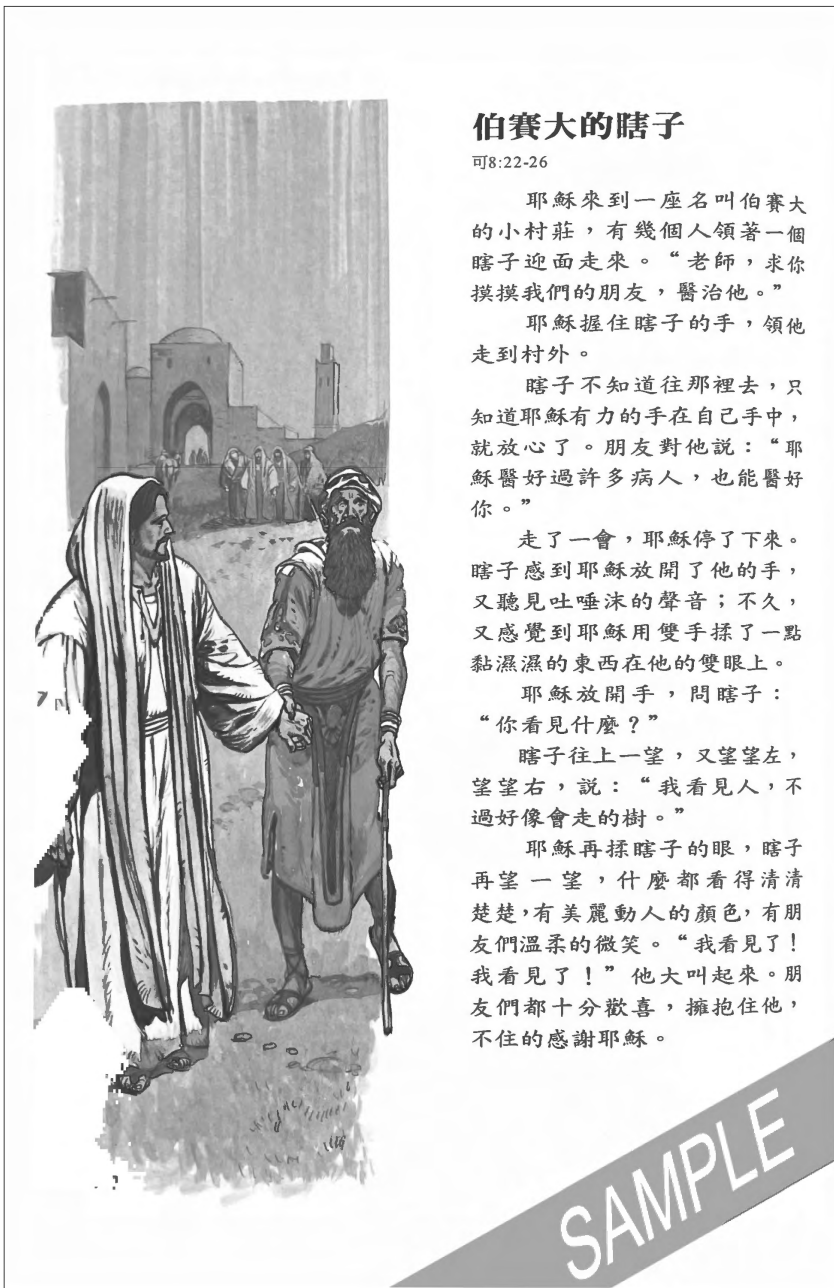 伯賽大的瞎子
可8:22-26
耶穌來到一座名叫伯賽大
的小村莊，有幾個人領著一個
瞎子迎面走來。“老師，求你
摸摸我們的朋友，醫治他。”
耶穌握住瞎子的手，領他
走到村外。
瞎子不知道往那裡去，只
知道耶穌有力的手在自己手中，
就放心了。朋友對他說：“耶
穌醫好過許多病人，也能醫好
你。”
走了一會，耶穌停了下來。
瞎子感到耶穌放開了他的手，
又聽見吐唾沫的聲音；不久，
又感覺到耶穌用雙手揉了一點
黏濕濕的東西在他的雙眼上。
耶穌放開手，問瞎子：
“你看見什麼？”
瞎子往上一望，又望望左，
望望右，說：“我看見人，不
過好像會走的樹。”
耶穌再揉瞎子的眼，瞎子
再望一望，什麼都看得清清
楚楚，有美麗動人的顏色，有朋
友們溫柔的微笑。“我看見了！
我看見了！”他大叫起來。朋
友們都十分歡喜，擁抱住他，
不住的感謝耶穌。
SAMPLE